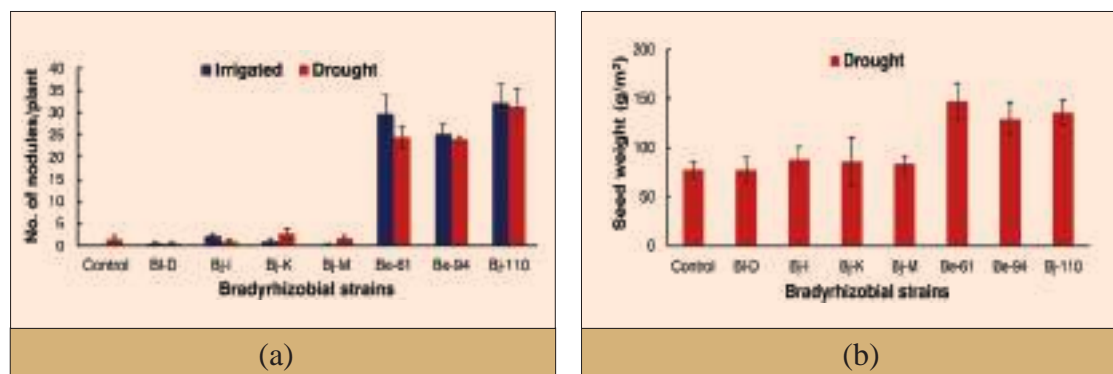 Irrigated Drought
No. of nodules/plant
40
35
30
25
20
15
10
5
0
Control Bl-D Bj-I Bj-K Bj-M Be-61 Be-94 Bj-110
Bradyrhizobial strains
(a)
Drought
Seed weight (g/m²)
200
150
100
50
0
Control Bl-D Bj-I Bj-K Bj-M Be-61 Be-94 Bj-110
Bradyrhizobial strains
(b)